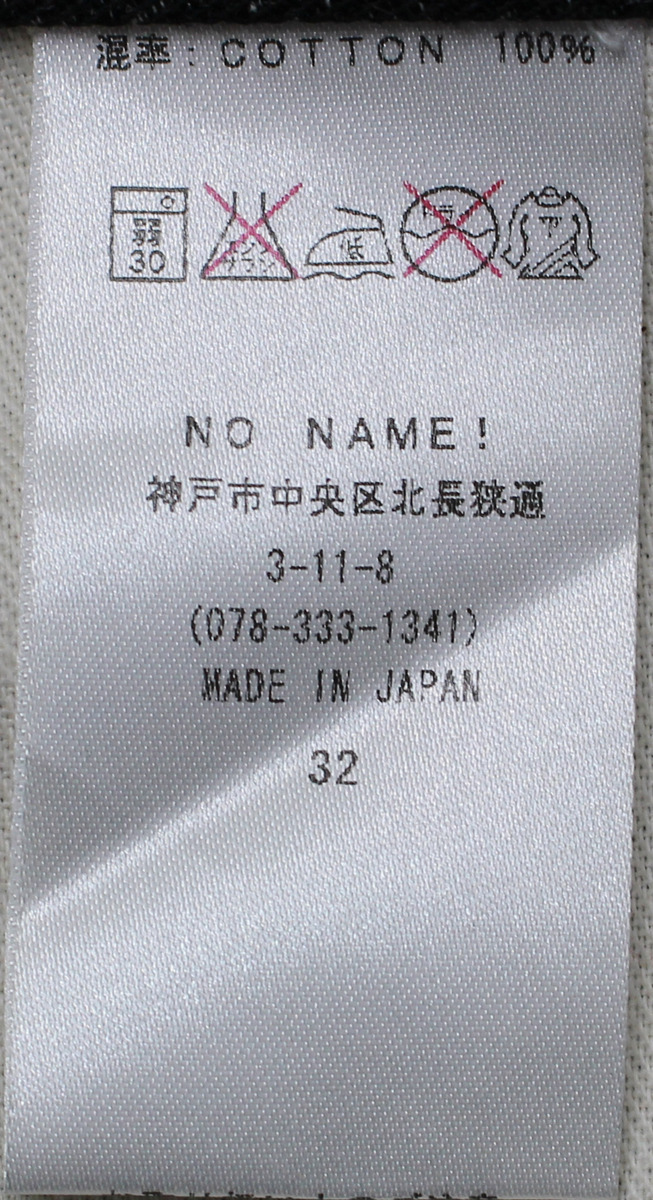 混率：COTTON 100%
弱 30 低
NO NAME!
神戸市中央区北長狭通
3-11-8
(078-333-1341)
MADE IN JAPAN
32